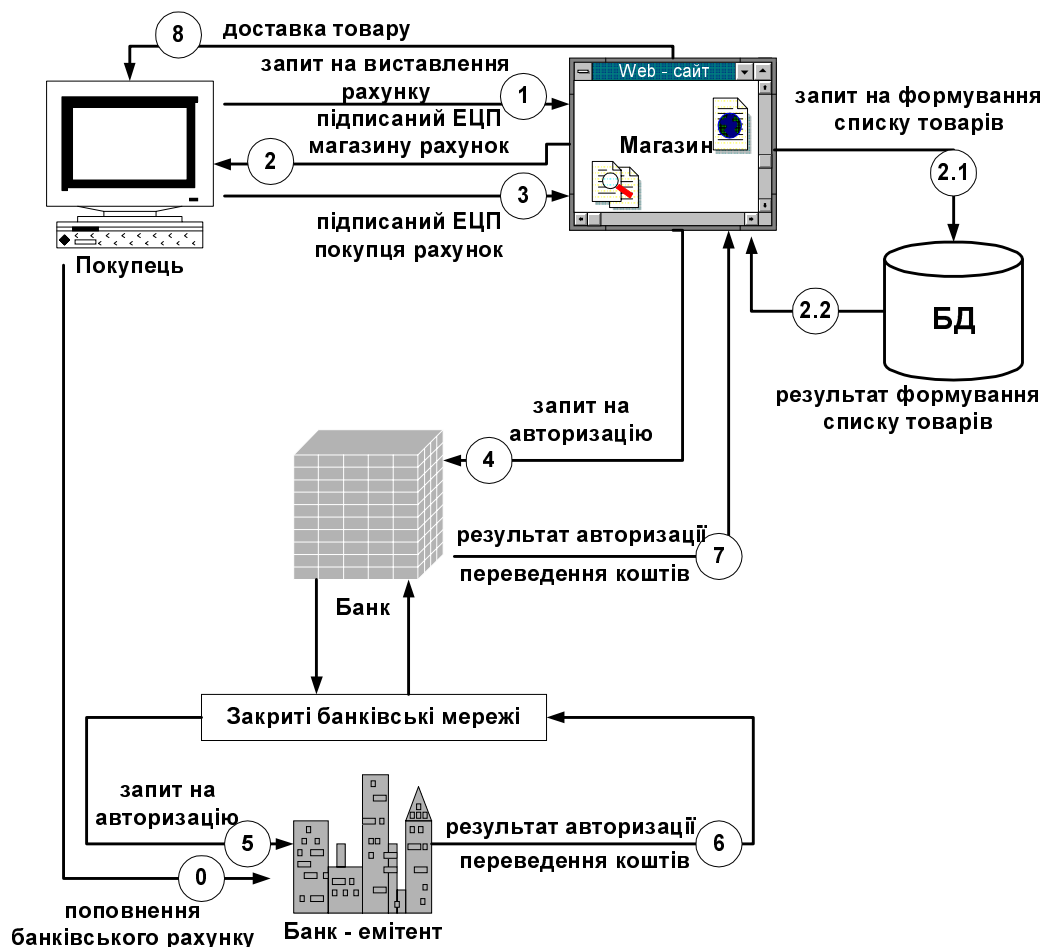 8
доставка товару
запит на виставлення
рахунку
1
підписаний ЕЦП
магазину рахунок
2
3
підписаний ЕЦП
покупця рахунок
Покупець
Web - сайт
Магазин
запит на формування
списку товарів
2.1
2.2
БД
результат формування
списку товарів
запит на
авторизацію
4
результат авторизації
7
переведення коштів
Банк
Закриті банківські мережі
запит на
авторизацію
5
результат авторизації
6
переведення коштів
0
поповнення
банківського рахунку
Банк - емітент